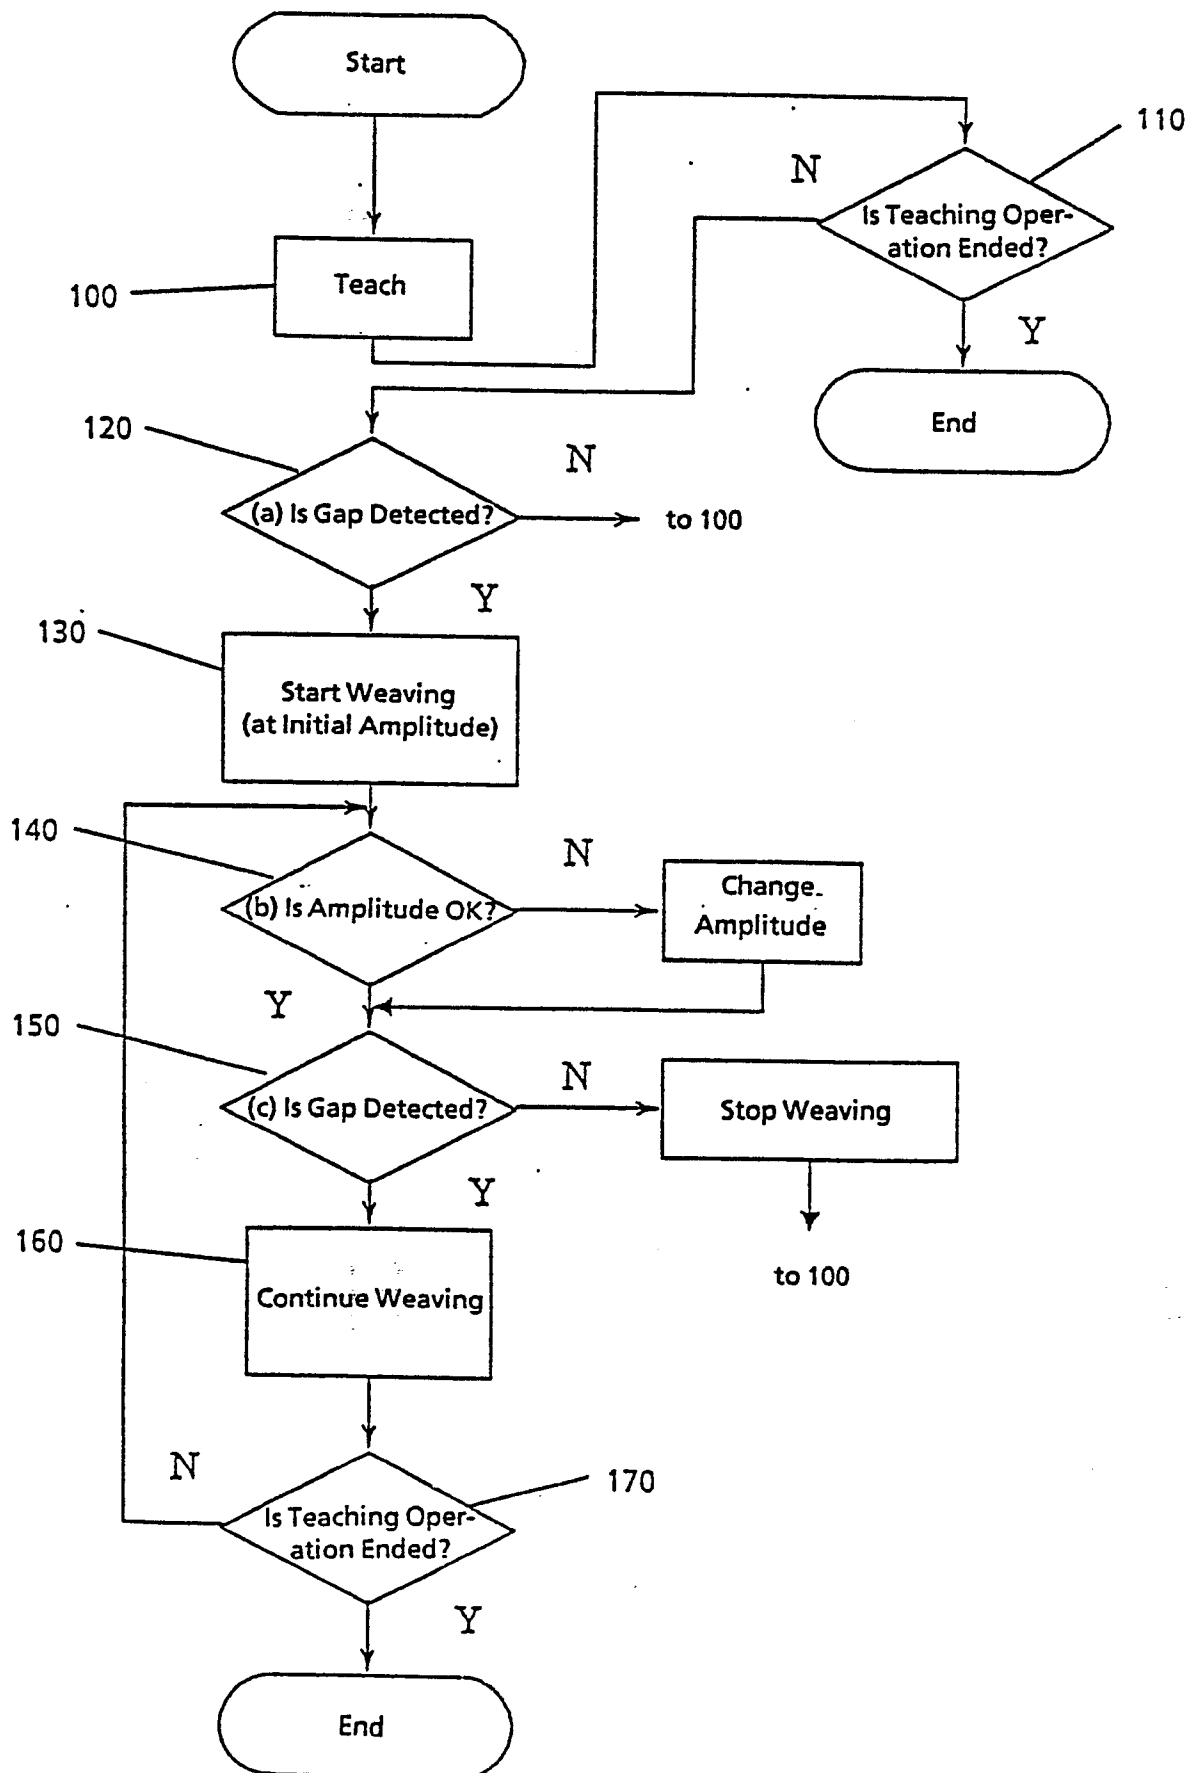 Start
110
N
Is Teaching Oper-
ation Ended?
Teach
100
Y
End
120
N
(a) Is Gap Detected?
to 100
Y
130
Start Weaving
(at Initial Amplitude)
140
N
Change
Amplitude
(b) Is Amplitude OK?
Y
150
N
(c) Is Gap Detected?
Stop Weaving
Y
160
to 100
Continue Weaving
N
170
Is Teaching Oper-
ation Ended?
Y
End